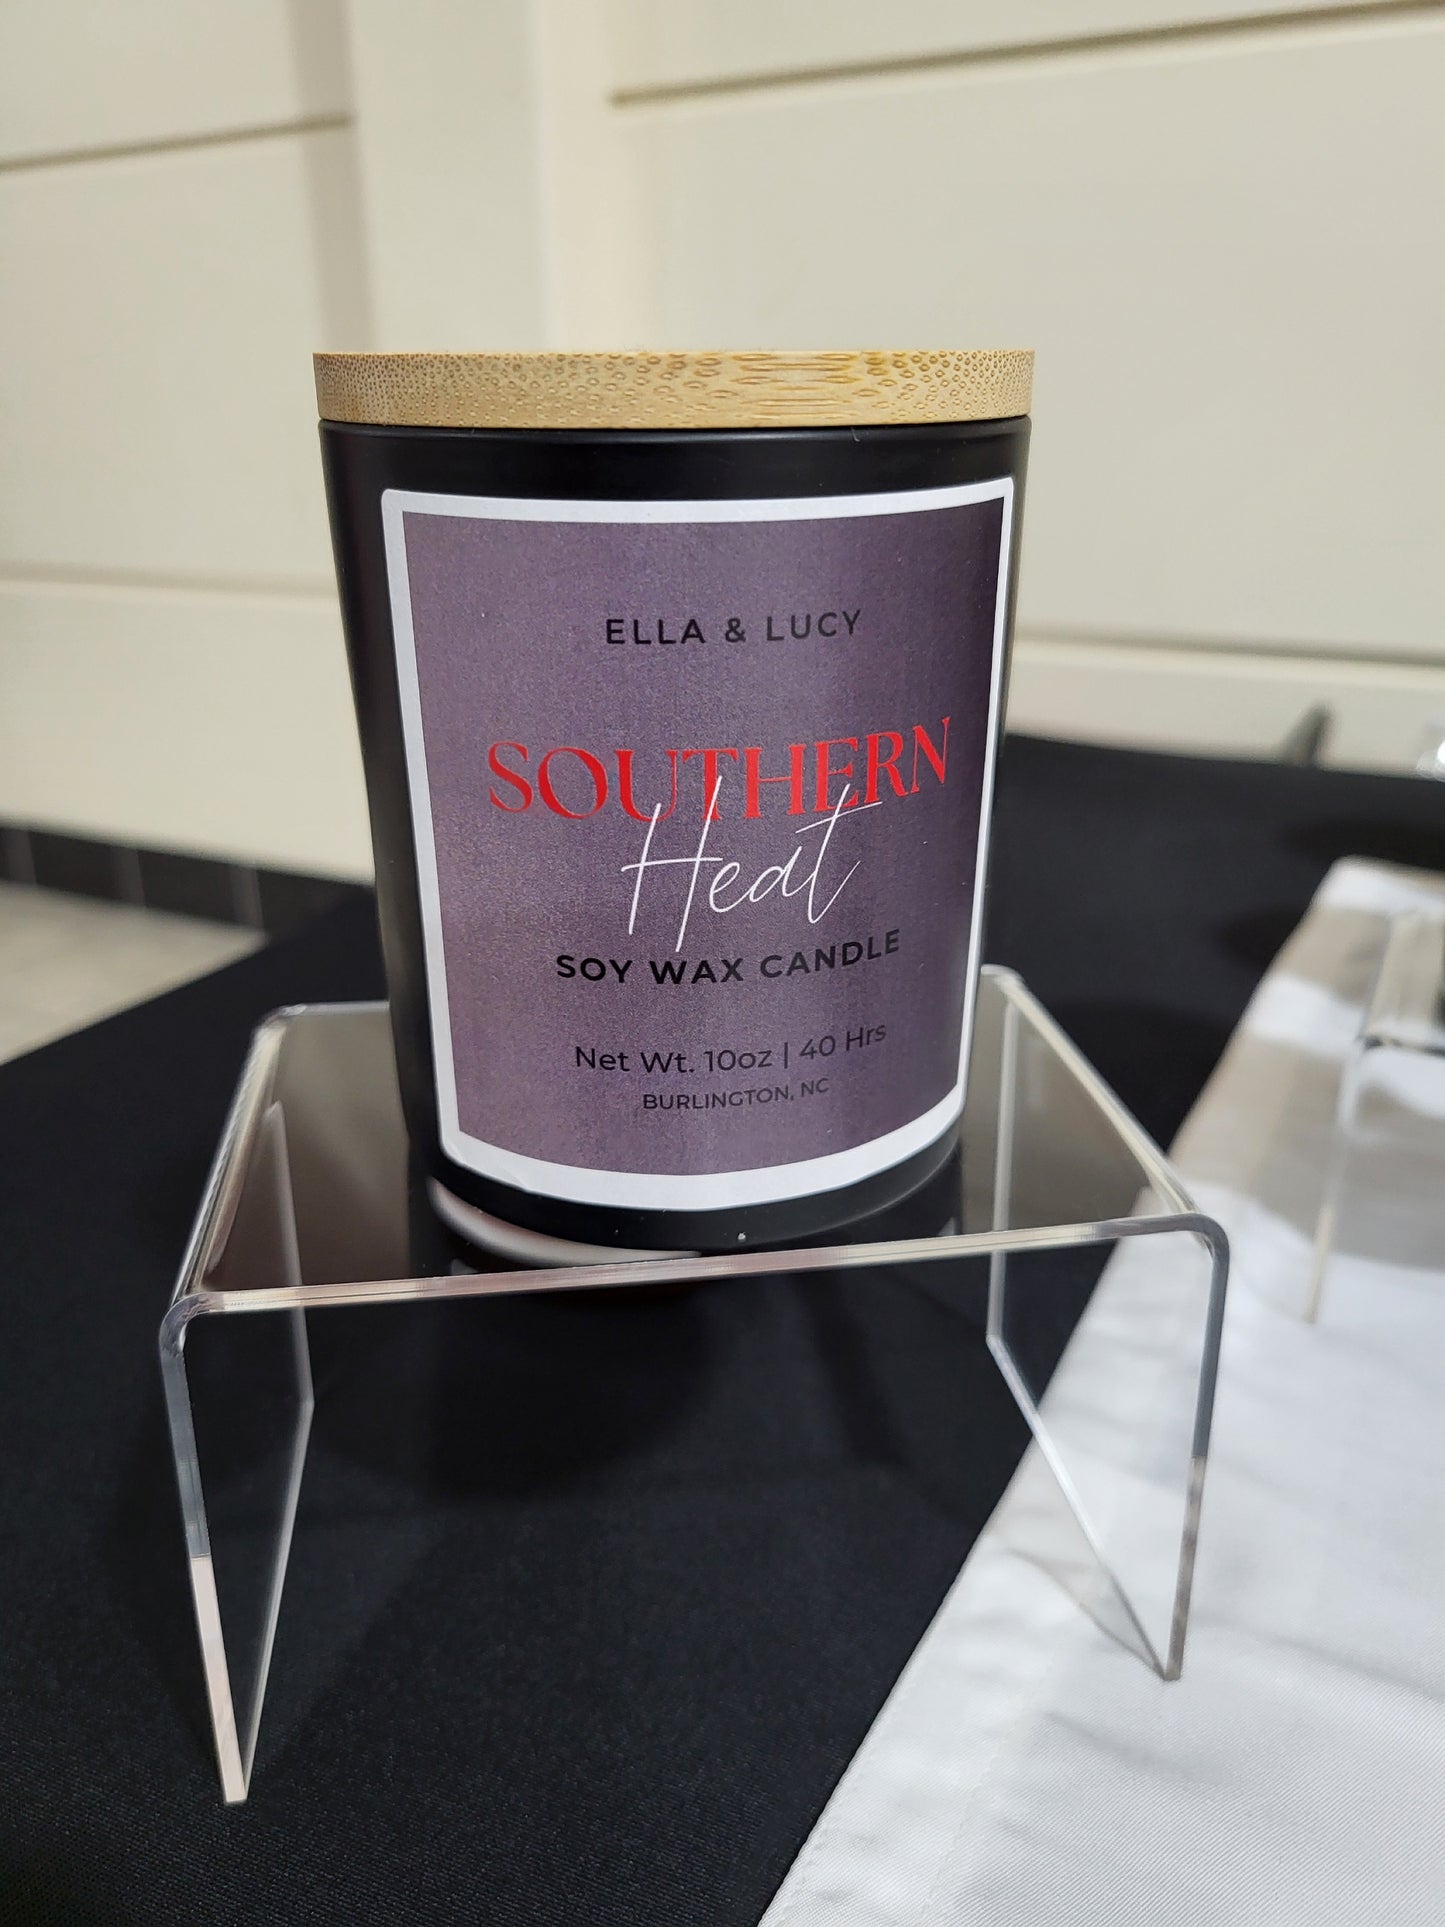 ELLA & LUCY
SOUTHERN
Heat
SOY WAX CANDLE
Net Wt. 10oz | 40 Hrs
BURLINGTON, NC